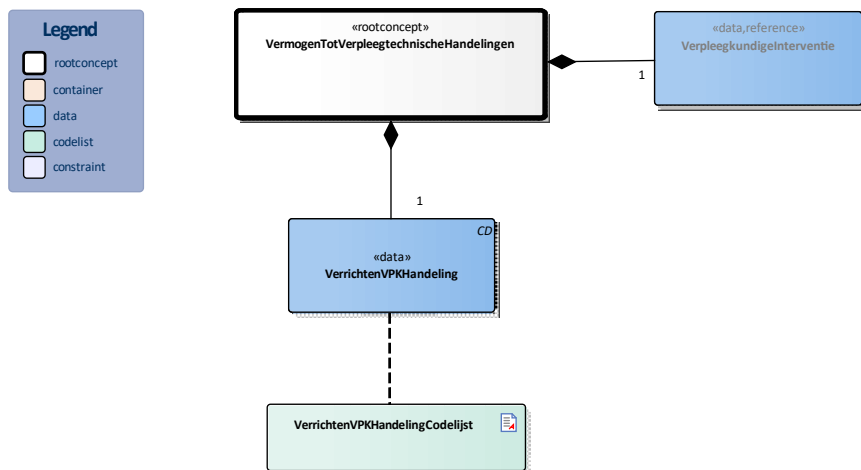 Legend
rootconcept
container
data
codelist
constraint
«rootconcept»
VermogenTotVerpleegtechnischeHandelingen
«data,reference»
VerpleegkundigeInterventie
1
1
CD
«data»
VerrichtenVPKHandeling
VerrichtenVPKHandelingCodelijst